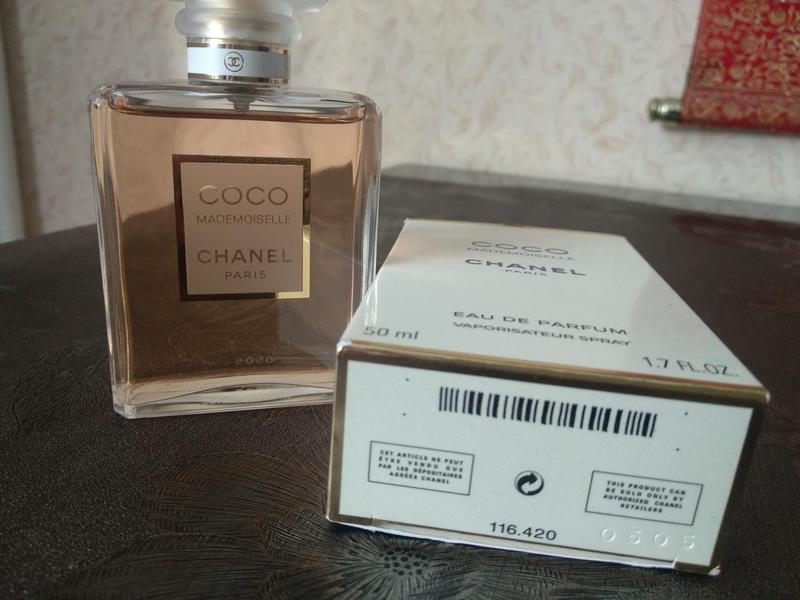 COCO
MADEMOISELLE
CHANEL
PARIS
COCO
MADEMOISELLE
CHANEL
PARIS
EAU DE PARFUM
VAPORISATEUR SPRAY
50 ml
1.7 FL.OZ.
CET ARTICLE NE PEUT
ÊTRE VENDU QUE
PAR LES DÉPOSITAIRES
AGRÉÉS CHANEL
THIS PRODUCT CAN
BE SOLD ONLY BY
AUTHORIZED CHANEL
RETAILERS
116.420